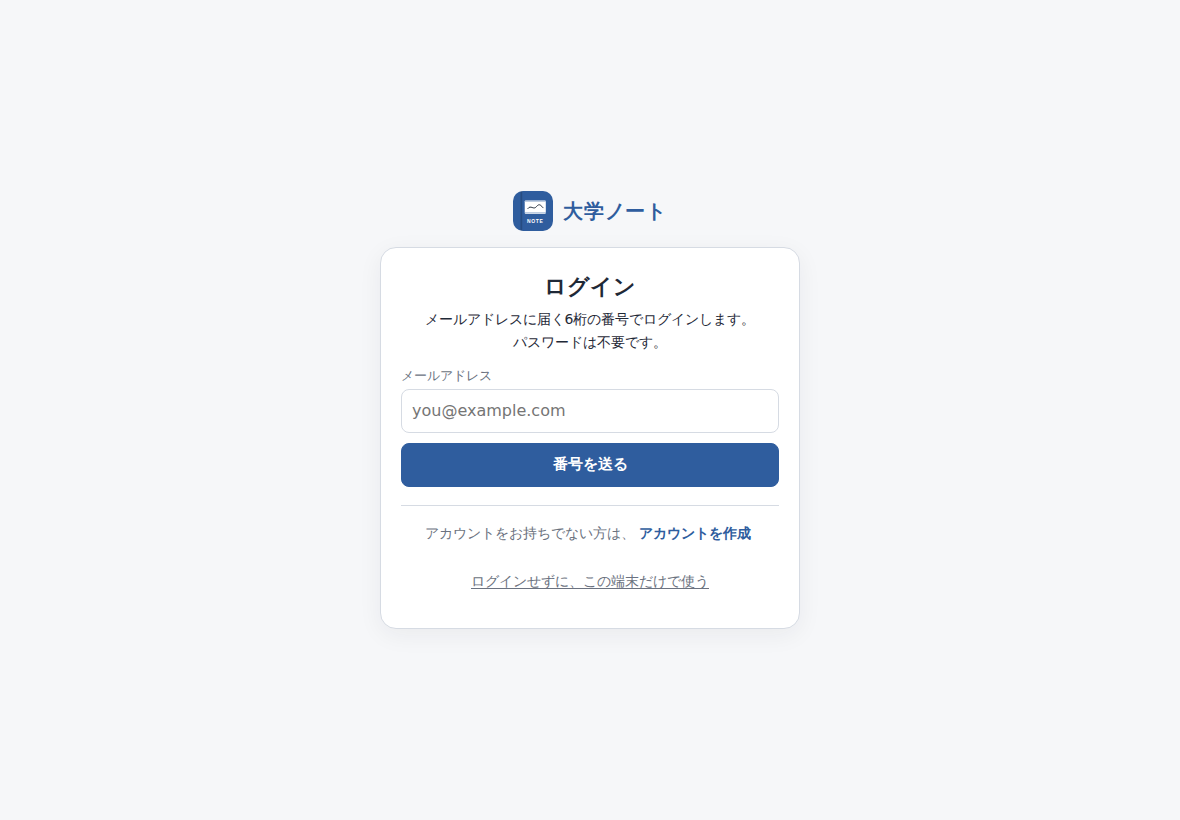 NOTE
大学ノート
ログイン
メールアドレスに届く6桁の番号でログインします。
パスワードは不要です。
メールアドレス
you@example.com
番号を送る
アカウントをお持ちでない方は、 アカウントを作成
ログインせずに、この端末だけで使う